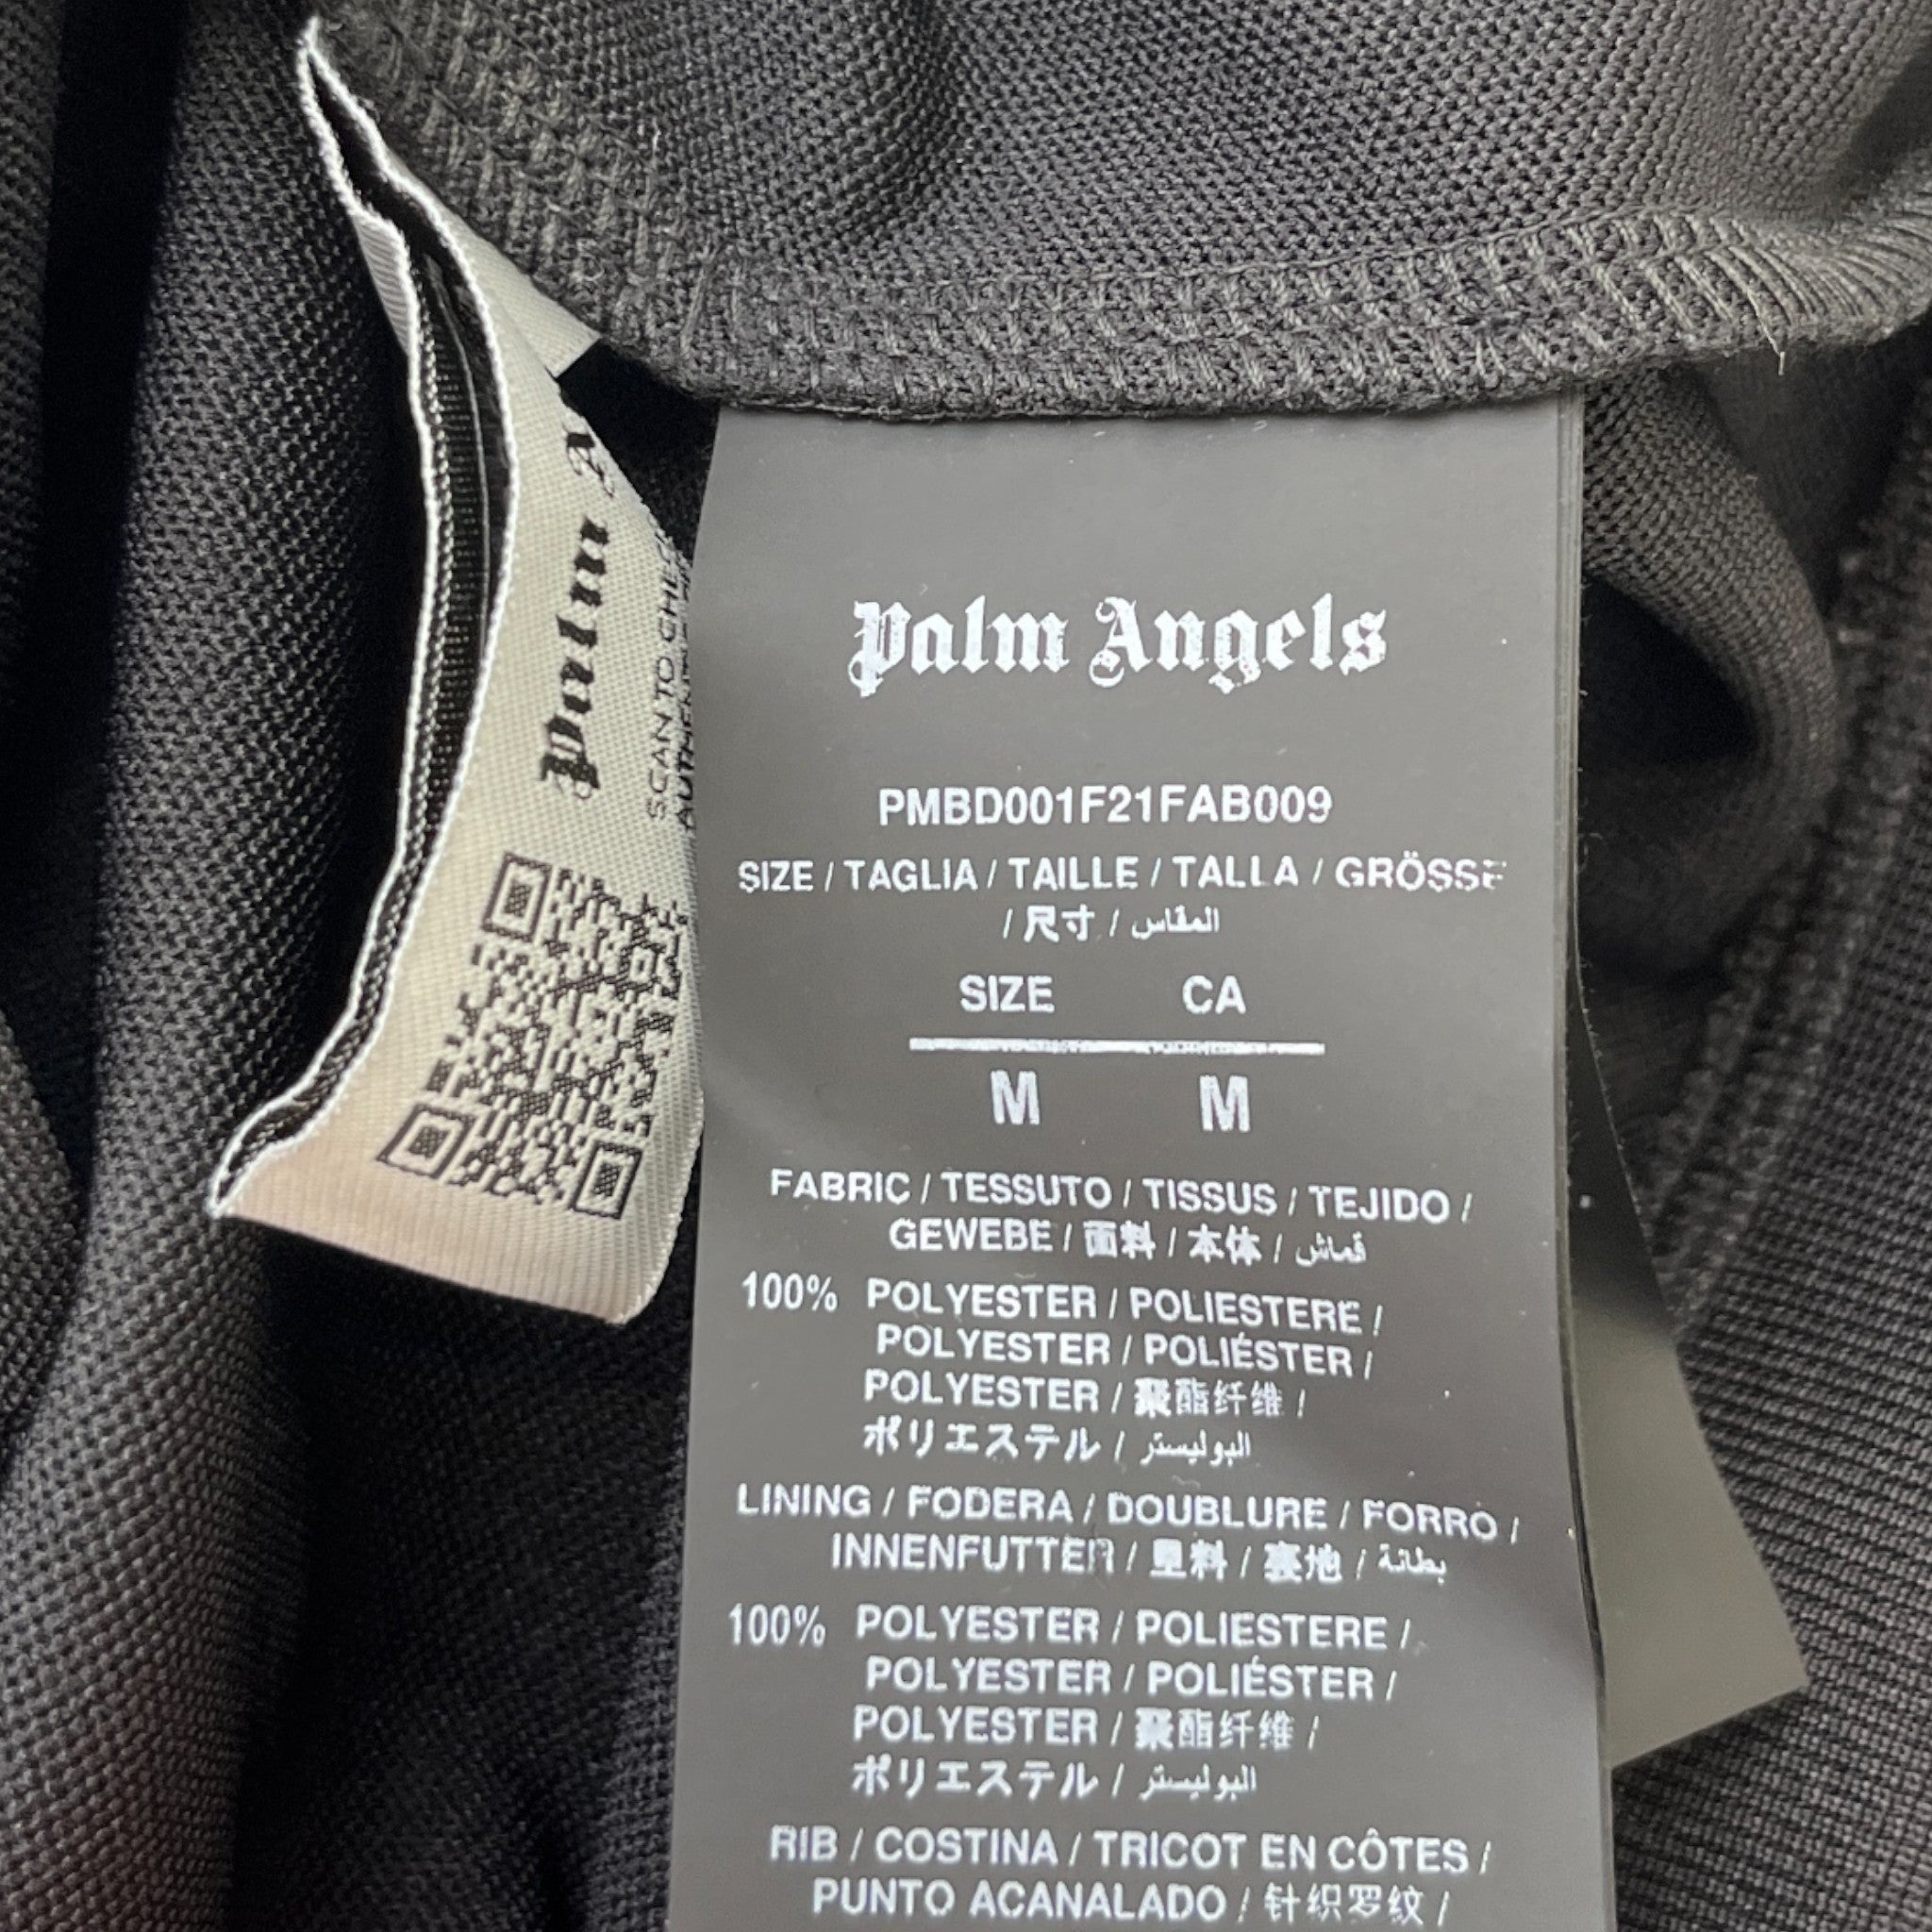 Palm A
SCAN TO CHEC
Palm Angels
PMBD001F21FAB009
SIZE / TAGLIA / TAILLE / TALLA / GRÖSSE
/ 尺寸 / المقاس
SIZE CA
M M
FABRIC / TESSUTO / TISSUS / TEJIDO /
GEWEBE / 面料 / 本体 / قماش
100% POLYESTER / POLIESTERE /
POLYESTER / POLIÉSTER /
POLYESTER / 聚酯纤维 /
ポリエステル / البوليستر
LINING / FODERA / DOUBLURE / FORRO /
INNENFUTTER / 里料 / 裏地 / بطانة
100% POLYESTER / POLIESTERE /
POLYESTER / POLIÉSTER /
POLYESTER / 聚酯纤维 /
ポリエステル / البوليستر
RIB / COSTINA / TRICOT EN CÔTES /
PUNTO ACANALADO / 针织罗纹 /